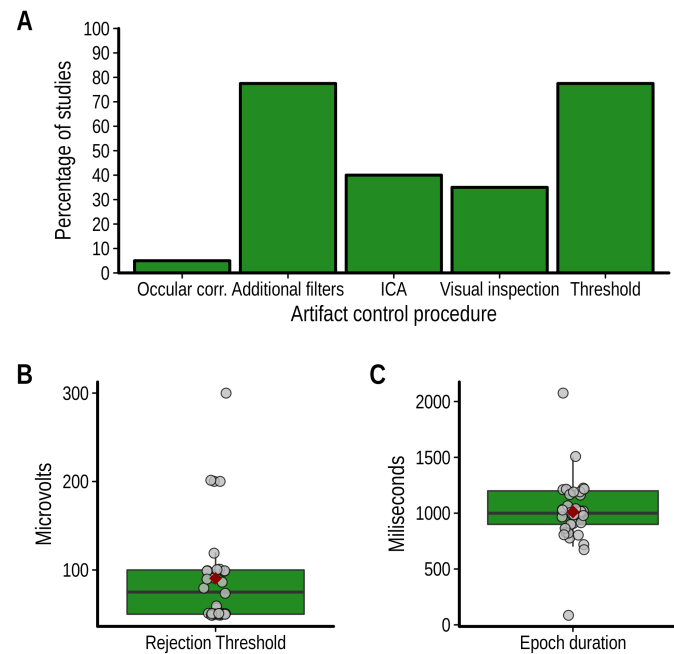 A
Percentage of studies
100
90
80
70
60
50
40
30
20
10
0
Occular corr. Additional filters ICA Visual inspection Threshold
Artifact control procedure
B
Microvolts
300
200
100
Rejection Threshold
C
Miliseconds
2000
1500
1000
500
0
Epoch duration